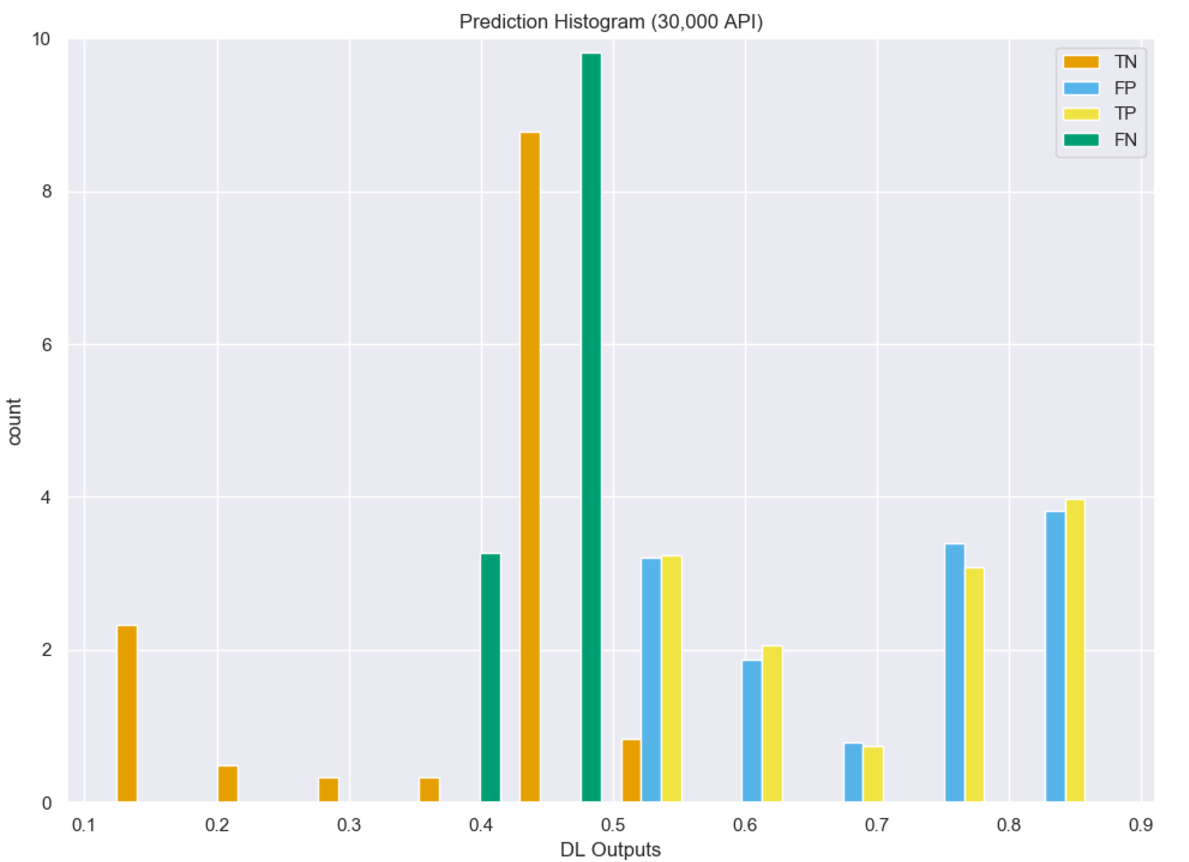 Prediction Histogram (30,000 API)
10
8
6
4
2
0
count
TN
FP
TP
FN
0.1 0.2 0.3 0.4 0.5 0.6 0.7 0.8 0.9
DL Outputs